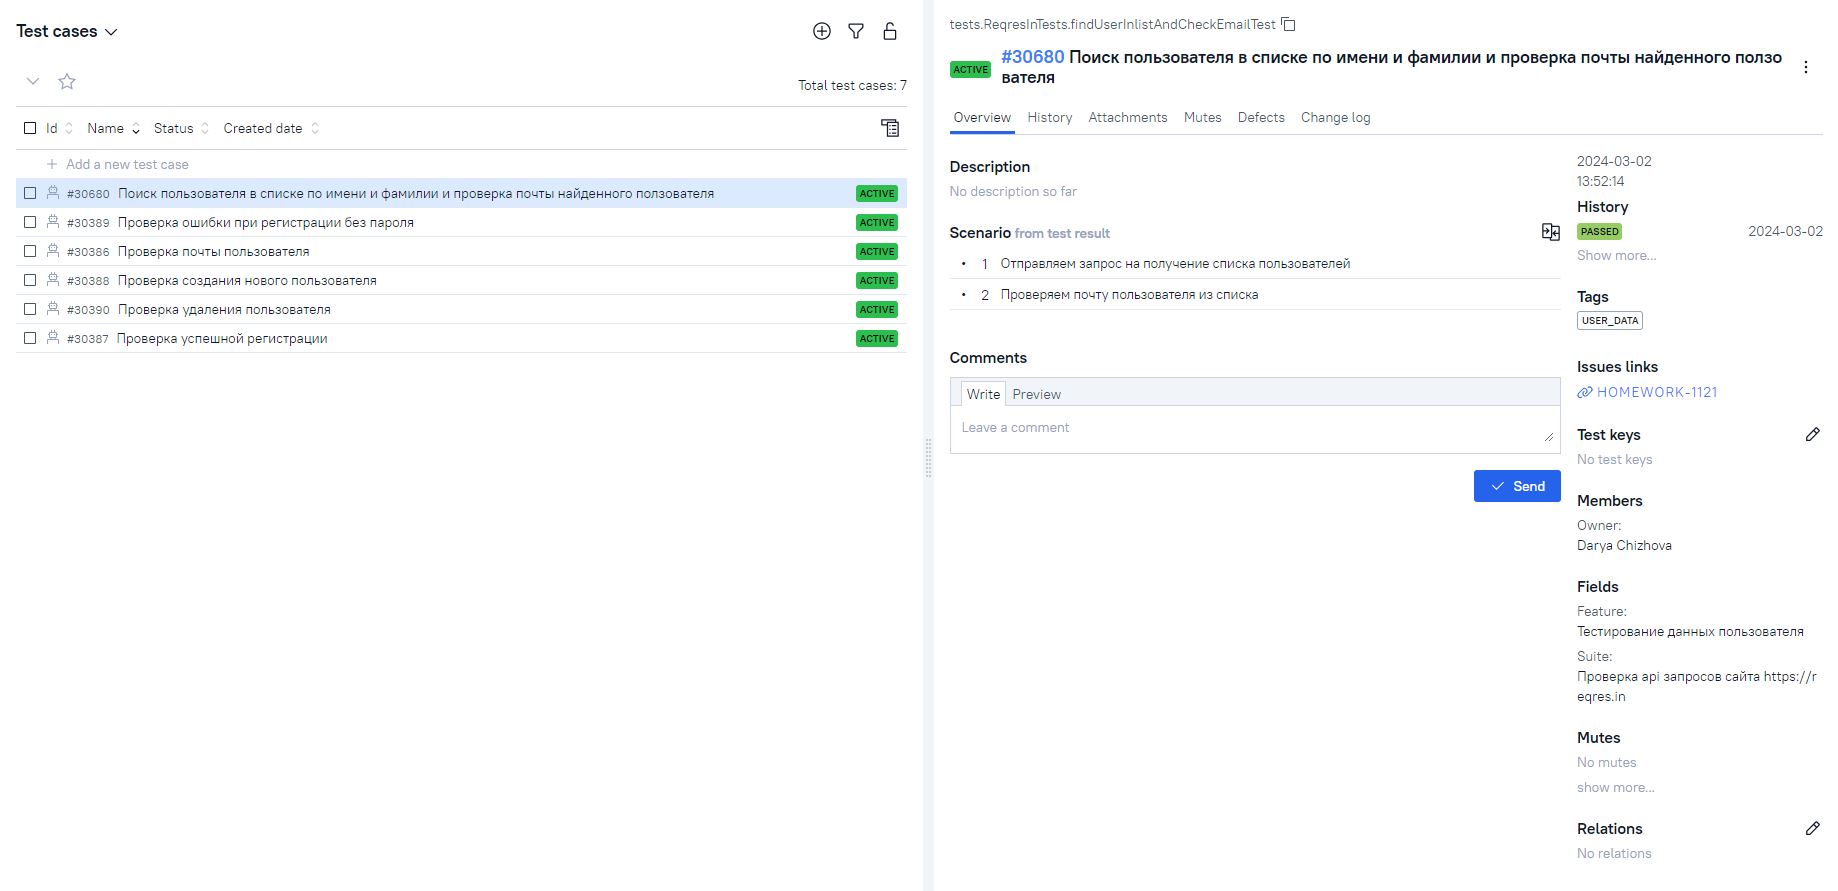 Test cases
Total test cases: 7
Id Name Status Created date
Add a new test case
#30680 Поиск пользователя в списке по имени и фамилии и проверка почты найденного ползователя ACTIVE
#30389 Проверка ошибки при регистрации без пароля ACTIVE
#30386 Проверка почты пользователя ACTIVE
#30388 Проверка создания нового пользователя ACTIVE
#30390 Проверка удаления пользователя ACTIVE
#30387 Проверка успешной регистрации ACTIVE
tests.ReqresInTests.findUserInlistAndCheckEmailTest
ACTIVE #30680 Поиск пользователя в списке по имени и фамилии и проверка почты найденного ползо
вателя
Overview History Attachments Mutes Defects Change log
Description
No description so far
Scenario from test result
• 1 Отправляем запрос на получение списка пользователей
• 2 Проверяем почту пользователя из списка
Comments
Write Preview
Leave a comment
Send
2024-03-02
13:52:14
History
PASSED 2024-03-02
Show more...
Tags
USER_DATA
Issues links
HOMEWORK-1121
Test keys
No test keys
Members
Owner:
Darya Chizhova
Fields
Feature:
Тестирование данных пользователя
Suite:
Проверка api запросов сайта https://r
eqres.in
Mutes
No mutes
show more...
Relations
No relations